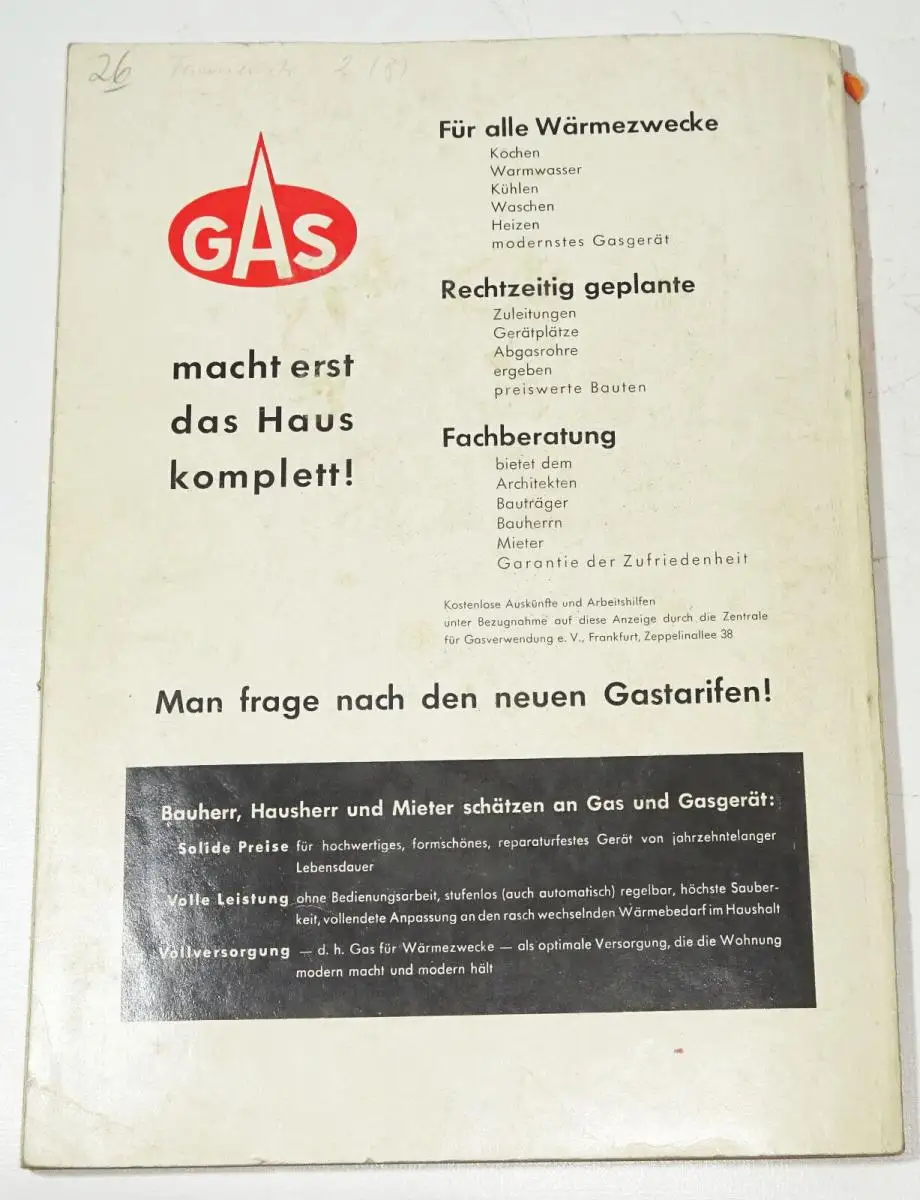 26
2 (5)
GAS
macht erst
das Haus
komplett!
Für alle Wärmezwecke
Kochen
Warmwasser
Kühlen
Waschen
Heizen
modernstes Gasgerät
Rechtzeitig geplante
Zuleitungen
Gerätplätze
Abgasrohre
ergeben
preiswerte Bauten
Fachberatung
bietet dem
Architekten
Bauträger
Bauherrn
Mieter
Garantie der Zufriedenheit
Kostenlose Auskünfte und Arbeitshilfen
unter Bezugnahme auf diese Anzeige durch die Zentrale
für Gasverwendung e. V., Frankfurt, Zeppelinallee 38
Man frage nach den neuen Gastarifen!
Bauherr, Hausherr und Mieter schätzen an Gas und Gasgerät:
Solide Preise für hochwertiges, formschönes, reparaturfestes Gerät von jahrzehntelanger
Lebensdauer
Volle Leistung ohne Bedienungsarbeit, stufenlos (auch automatisch) regelbar, höchste Sauber-
keit, vollendete Anpassung an den rasch wechselnden Wärmebedarf im Haushalt
Vollversorgung — d. h. Gas für Wärmezwecke — als optimale Versorgung, die die Wohnung
modern macht und modern hält